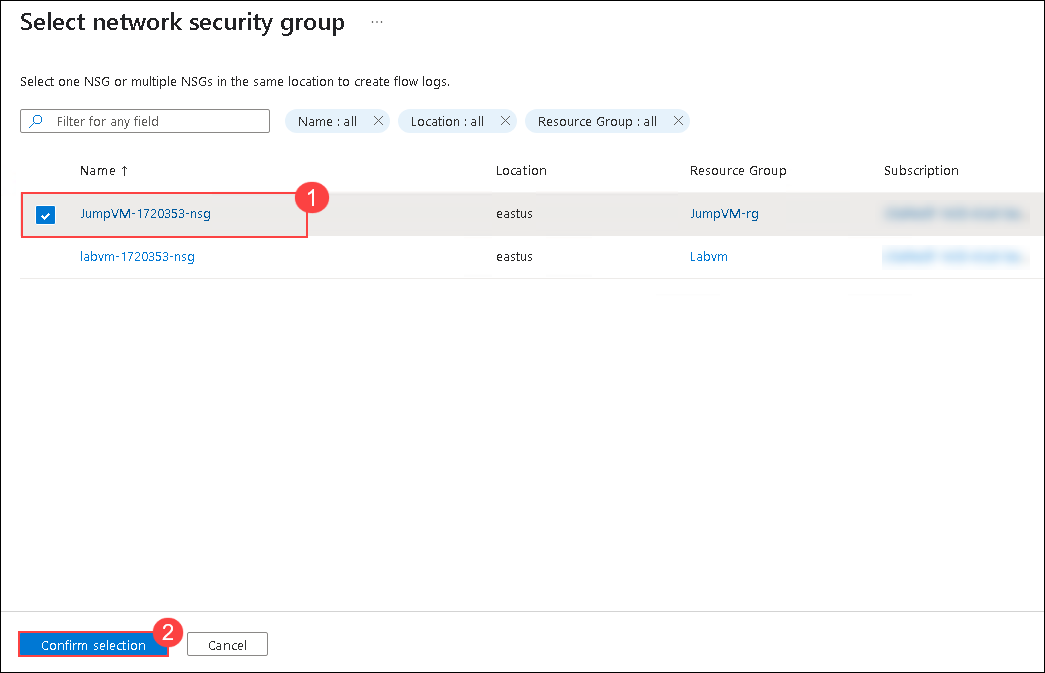 Select network security group ...
Select one NSG or multiple NSGs in the same location to create flow logs.
Filter for any field Name : all Location : all Resource Group : all
Name ↑ Location Resource Group Subscription
1
JumpVM-1720353-nsg eastus JumpVM-rg
labvm-1720353-nsg eastus Labvm
2
Confirm selection Cancel